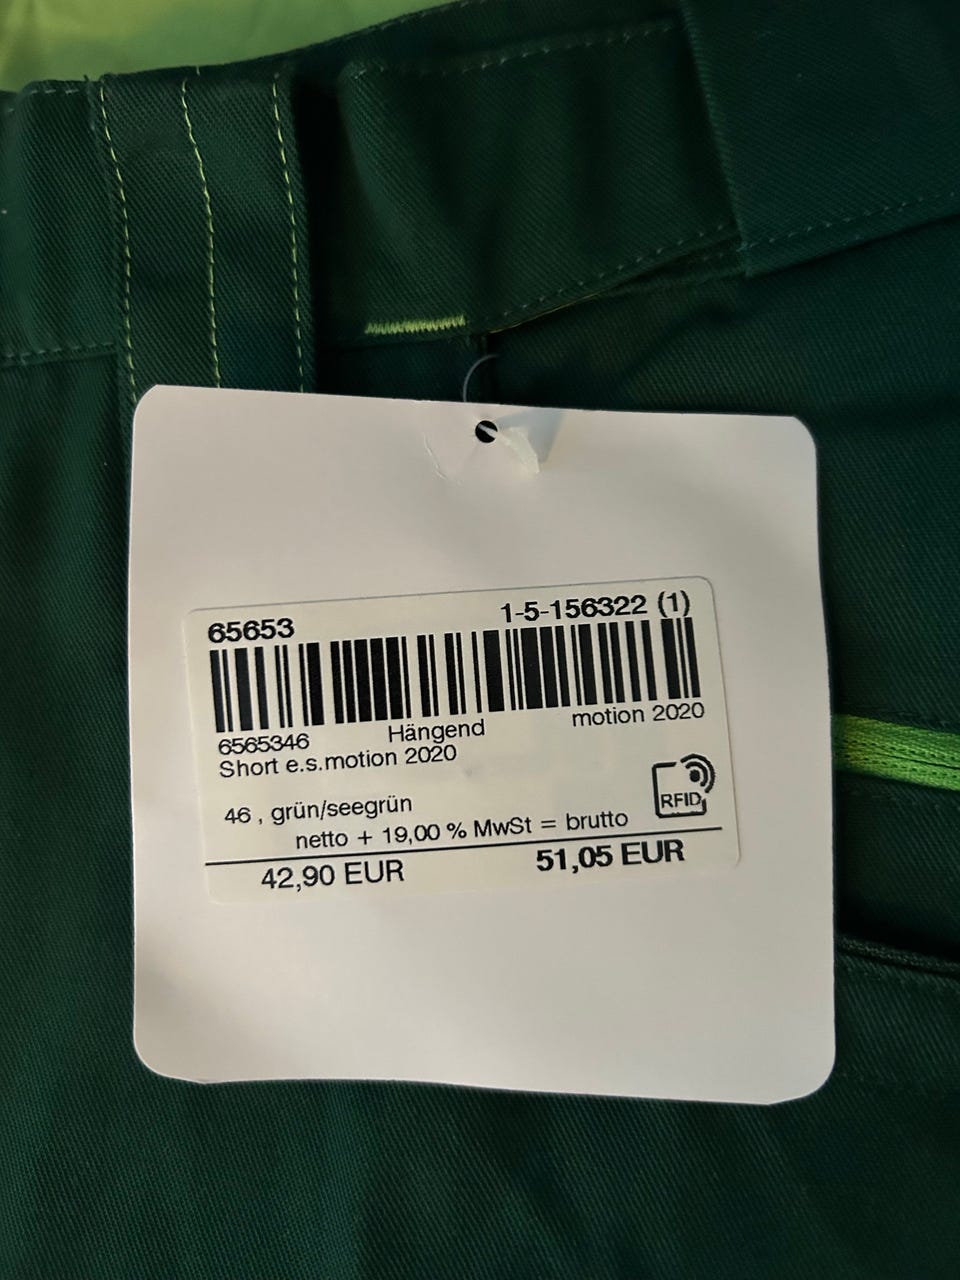 65653 1-5-156322 (1)
6565346 Hängend motion 2020
Short e.s.motion 2020
46 , grün/seegrün
RFID
netto + 19,00 % MwSt = brutto
42,90 EUR 51,05 EUR